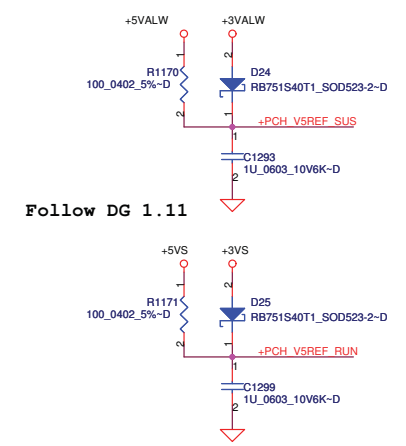 +5VALW +3VALW
1 2
R1170 D24
100_0402_5%~D RB751S40T1_SOD523-2~D
2 1
+PCH_V5REF_SUS
1
C1293
1U_0603_10V6K~D
2
Follow DG 1.11
+5VS +3VS
1 2
R1171 D25
100_0402_5%~D RB751S40T1_SOD523-2~D
2 1
+PCH_V5REF_RUN
1
C1299
1U_0603_10V6K~D
2